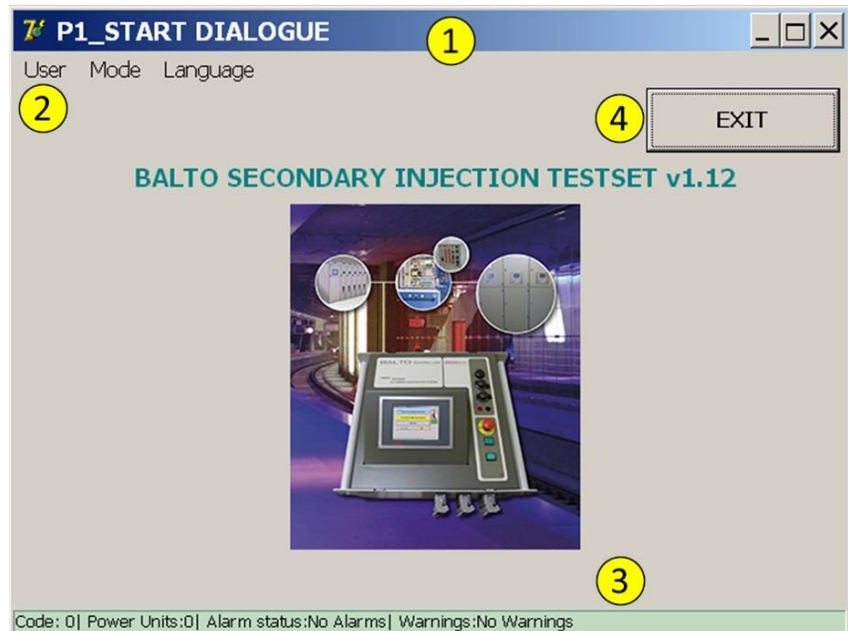 P1_START DIALOGUE
1
User Mode Language
2
4
EXIT
BALTO SECONDARY INJECTION TESTSET v1.12
BALTO
3
Code: 0| Power Units:0| Alarm status:No Alarms| Warnings:No Warnings